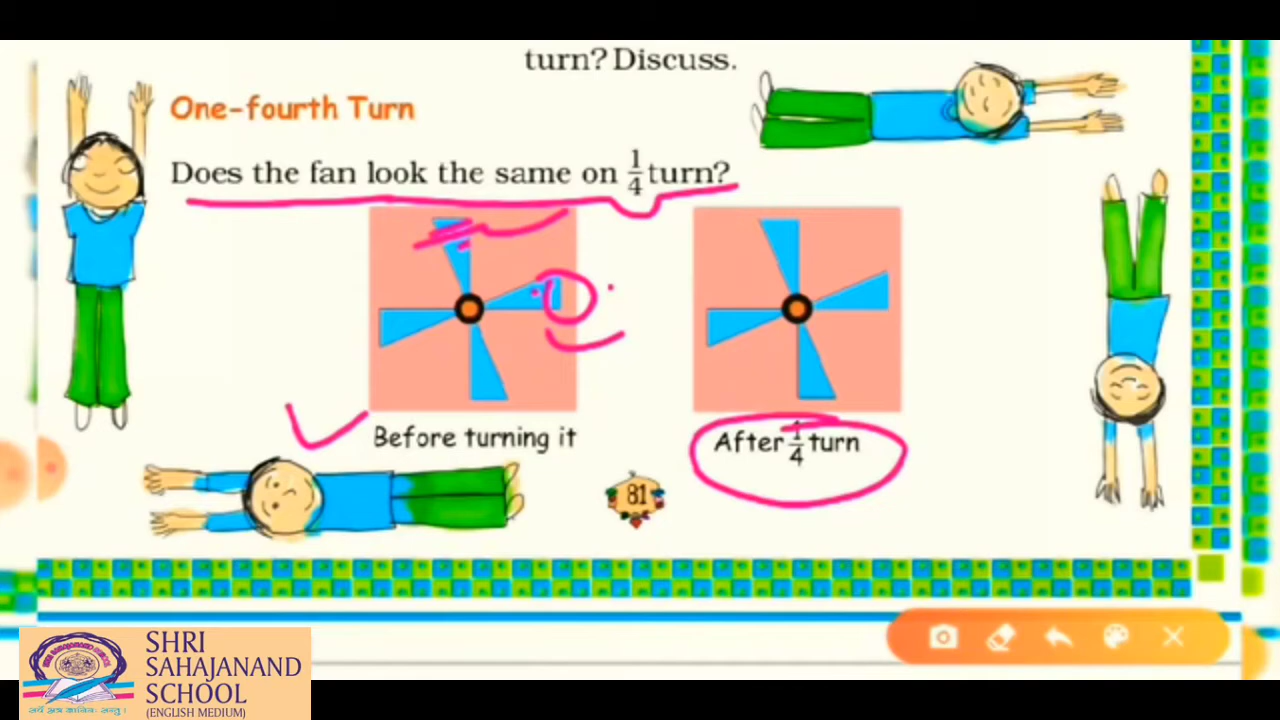 turn? Discuss.
One-fourth Turn
Does the fan look the same on 1/4 turn?
Before turning it
After 1/4 turn
81
SHRI
SAHAJANAND
SCHOOL
(ENGLISH MEDIUM)